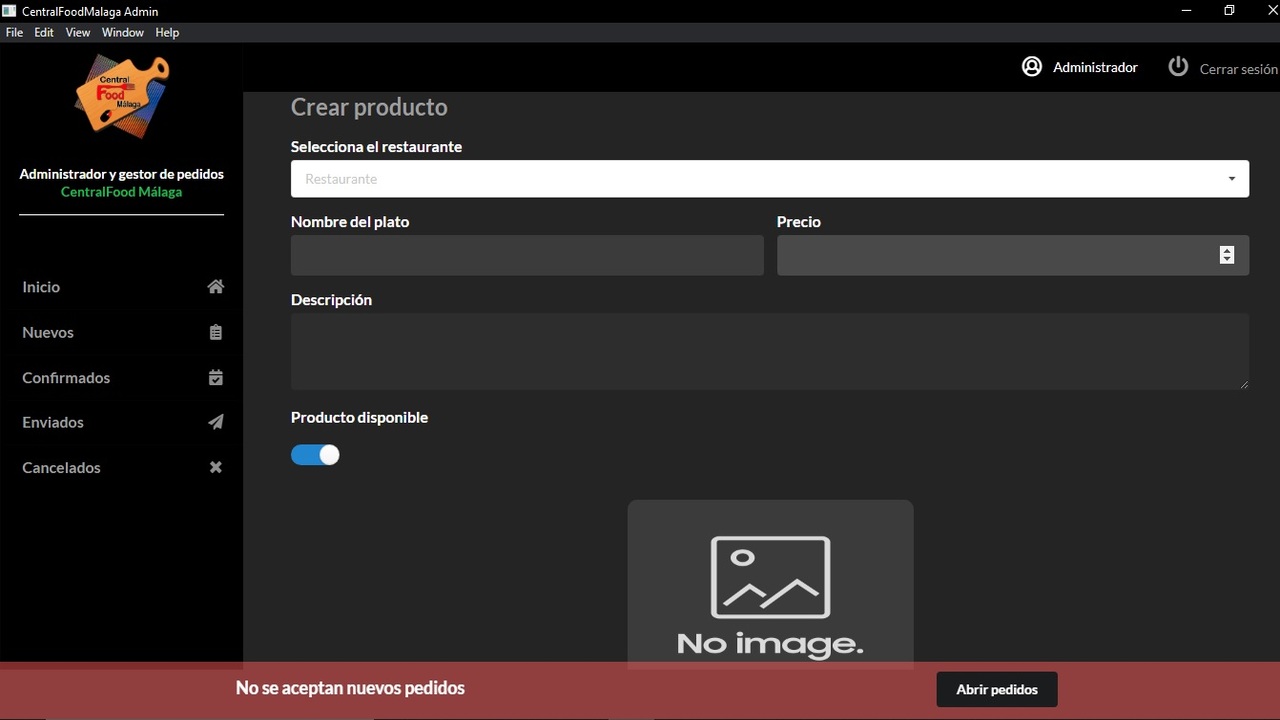 CentralFoodMalaga Admin
File Edit View Window Help
Central
Food
Málaga
Administrador
Cerrar sesión
Administrador y gestor de pedidos
CentralFood Málaga
Inicio
Nuevos
Confirmados
Enviados
Cancelados
Crear producto
Selecciona el restaurante
Restaurante
Nombre del plato
Precio
Descripción
Producto disponible
No image.
No se aceptan nuevos pedidos
Abrir pedidos